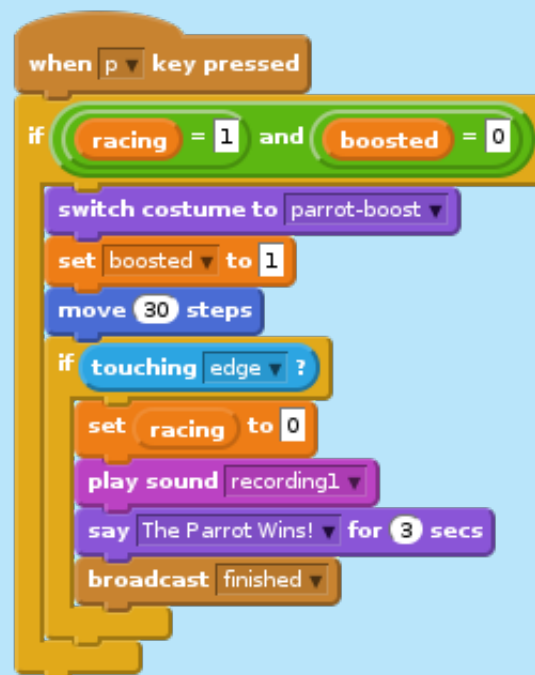 when p key pressed
if racing = 1 and boosted = 0
switch costume to parrot-boost
set boosted to 1
move 30 steps
if touching edge ?
set racing to 0
play sound recording1
say The Parrot Wins! for 3 secs
broadcast finished